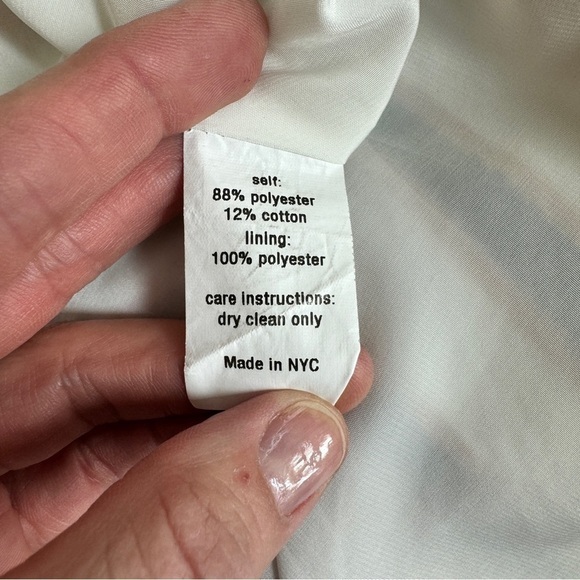 self:
88% polyester
12% cotton
lining:
100% polyester
care instructions:
dry clean only
Made in NYC